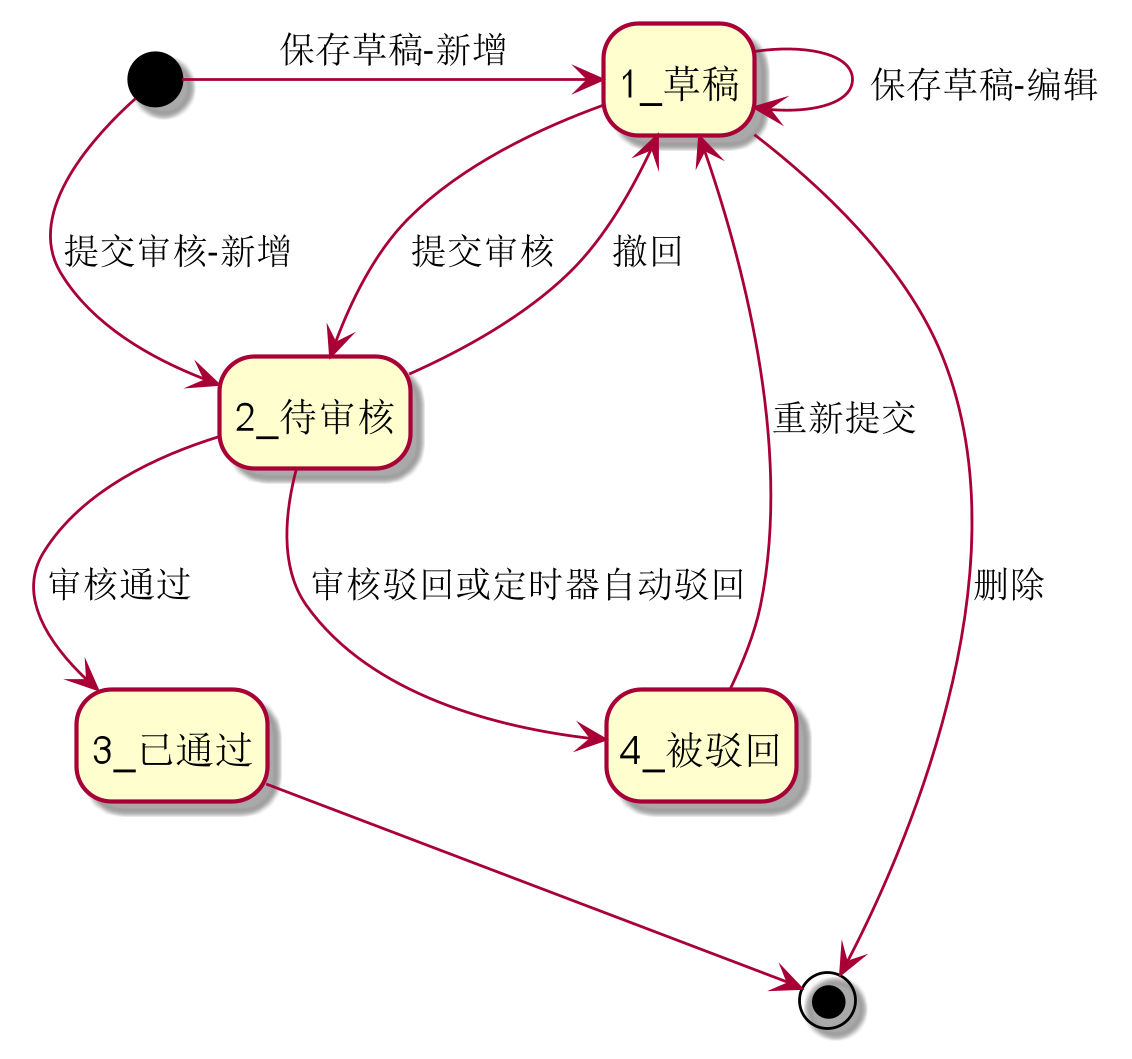 保存草稿-新增
1_草稿
保存草稿-编辑
提交审核-新增
提交审核
撤回
2_待审核
重新提交
审核通过
审核驳回或定时器自动驳回
删除
3_已通过
4_被驳回